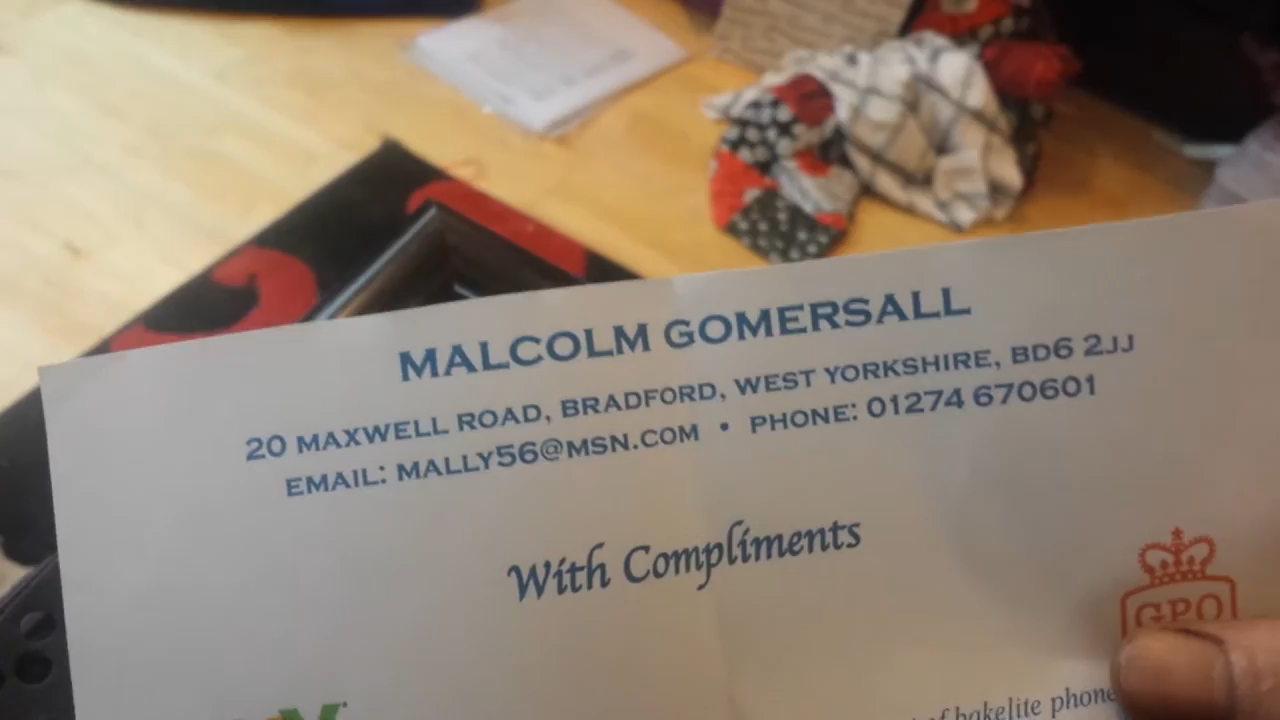 MALCOLM GOMERSALL
20 MAXWELL ROAD, BRADFORD, WEST YORKSHIRE, BD6 2JJ
EMAIL: MALLY56@MSN.COM • PHONE: 01274 670601
With Compliments
GPO
of bakelite phone